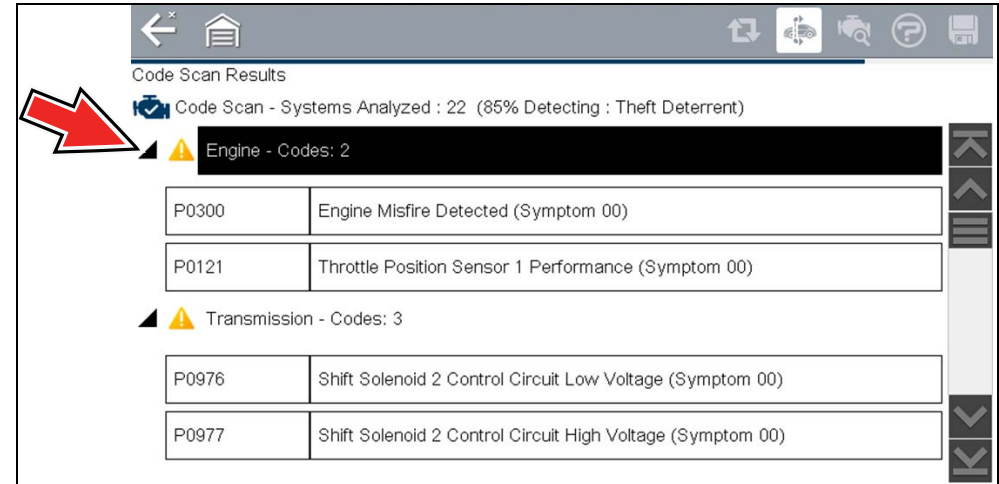 Code Scan Results
Code Scan - Systems Analyzed : 22 (85% Detecting : Theft Deterrent)
Engine - Codes: 2
P0300 Engine Misfire Detected (Symptom 00)
P0121 Throttle Position Sensor 1 Performance (Symptom 00)
Transmission - Codes: 3
P0976 Shift Solenoid 2 Control Circuit Low Voltage (Symptom 00)
P0977 Shift Solenoid 2 Control Circuit High Voltage (Symptom 00)